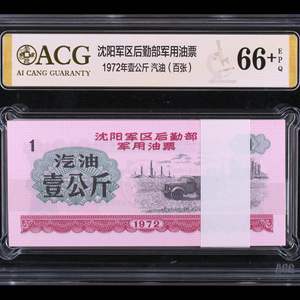 ACG
AI CANG GUARANTY
沈阳军区后勤部军用油票
1972年壹公斤 汽油（百张）
66+
EPQ
1
沈阳军区后勤部
军用油票
汽油
壹公斤
1972